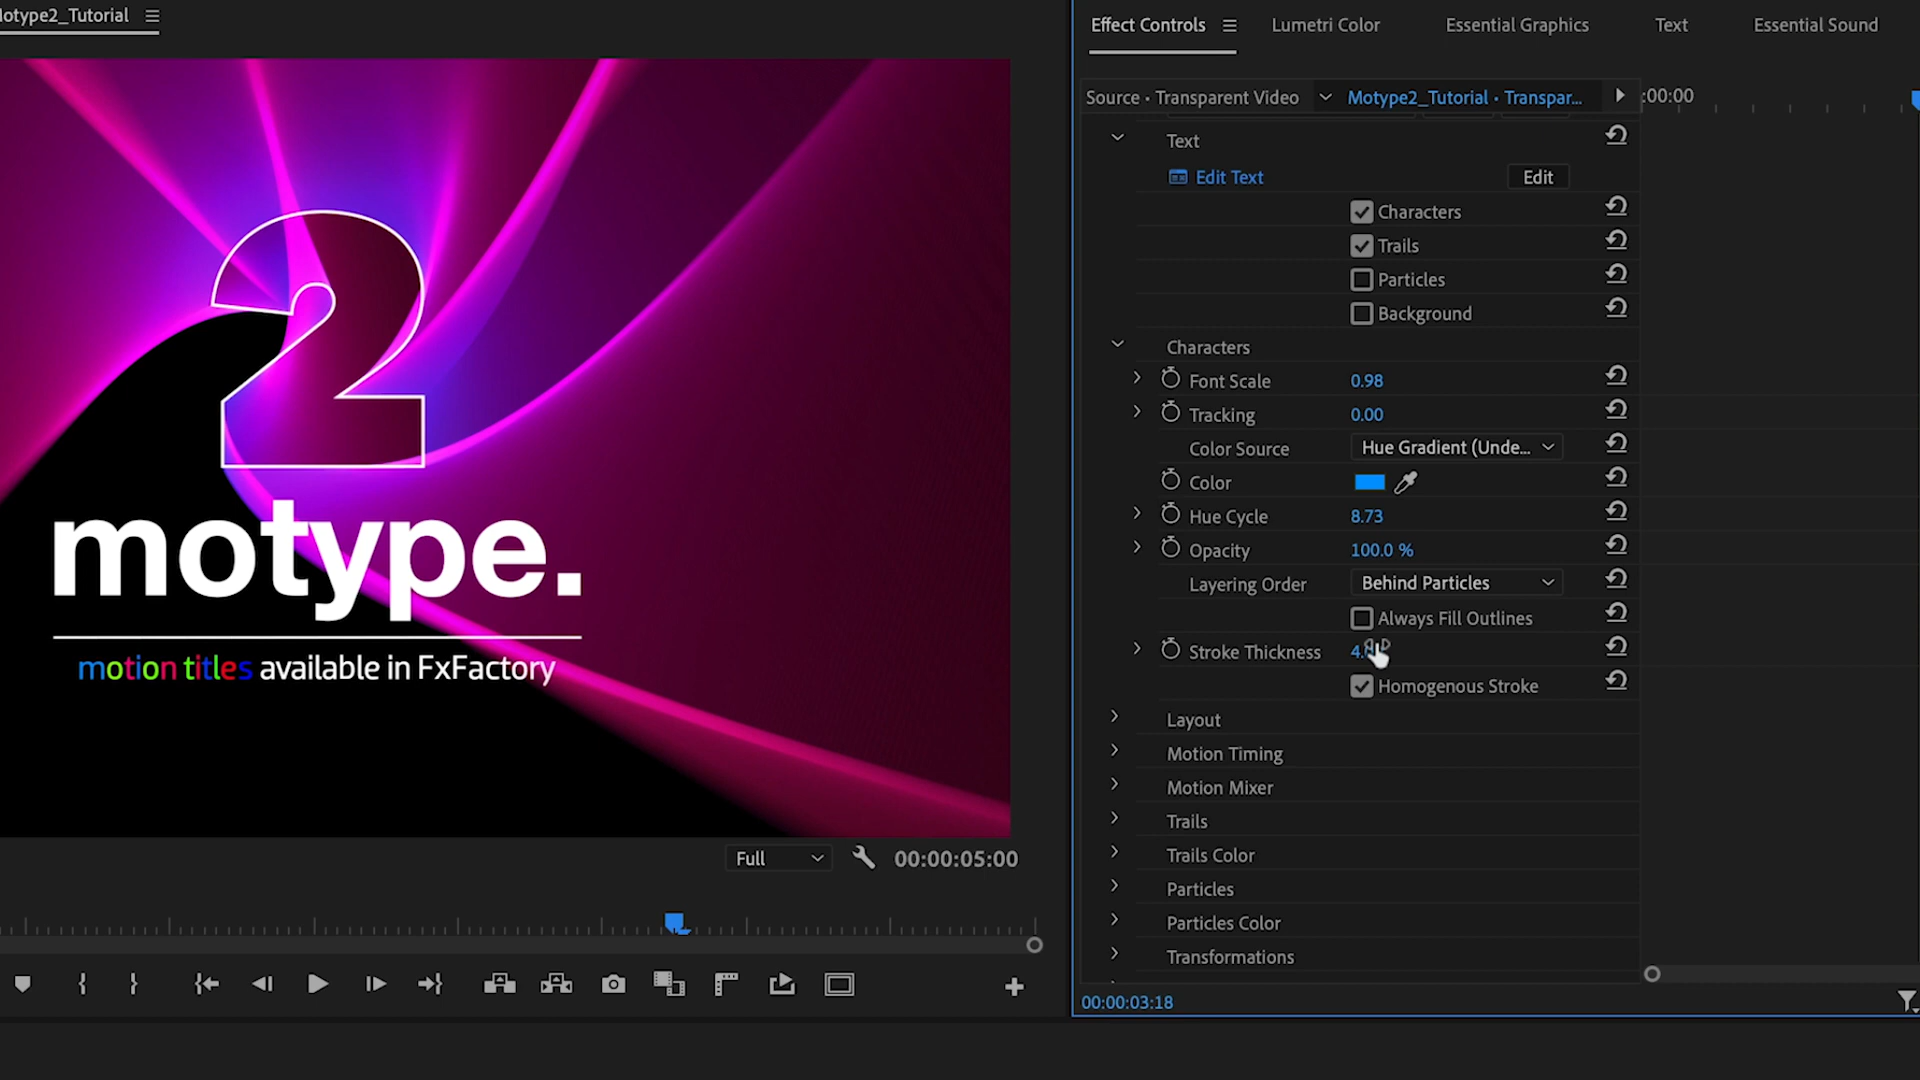 Motype2_Tutorial
2
motype.
motion titles available in FxFactory
Full
00:00:05:00
Effect Controls
Lumetri Color
Essential Graphics
Text
Essential Sound
Source · Transparent Video
Motype2_Tutorial · Transpar...
:00:00
Text
Edit Text
Edit
Characters
Trails
Particles
Background
Characters
Font Scale 0.98
Tracking 0.00
Color Source Hue Gradient (Unde...
Color
Hue Cycle 8.73
Opacity 100.0 %
Layering Order Behind Particles
Always Fill Outlines
Stroke Thickness
Homogenous Stroke
Layout
Motion Timing
Motion Mixer
Trails
Trails Color
Particles
Particles Color
Transformations
00:00:03:18